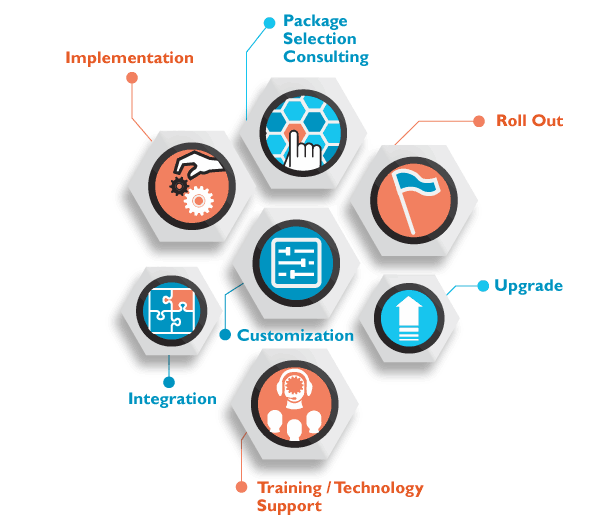 Package
Selection
Consulting
Implementation
Roll Out
Upgrade
Customization
Integration
Training / Technology
Support